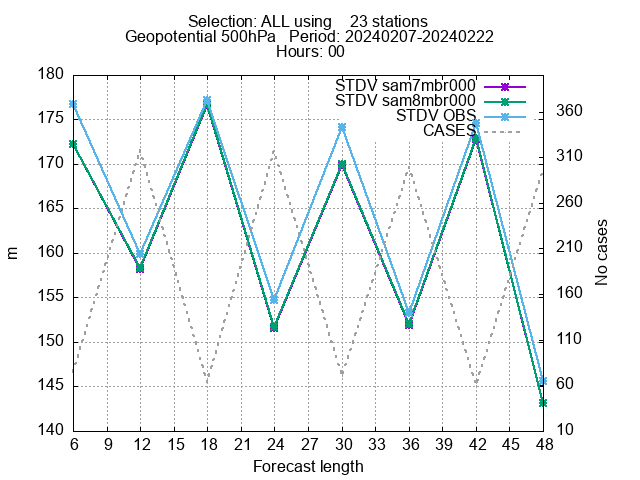 Selection: ALL using 23 stations
Geopotential 500hPa Period: 20240207-20240222
Hours: 00
STDV sam7mbr000
STDV sam8mbr000
STDV OBS
CASES
180
175
170
165
160
155
150
145
140
m
360
310
260
210
160
110
60
10
No cases
6 9 12 15 18 21 24 27 30 33 36 39 42 45 48
Forecast length